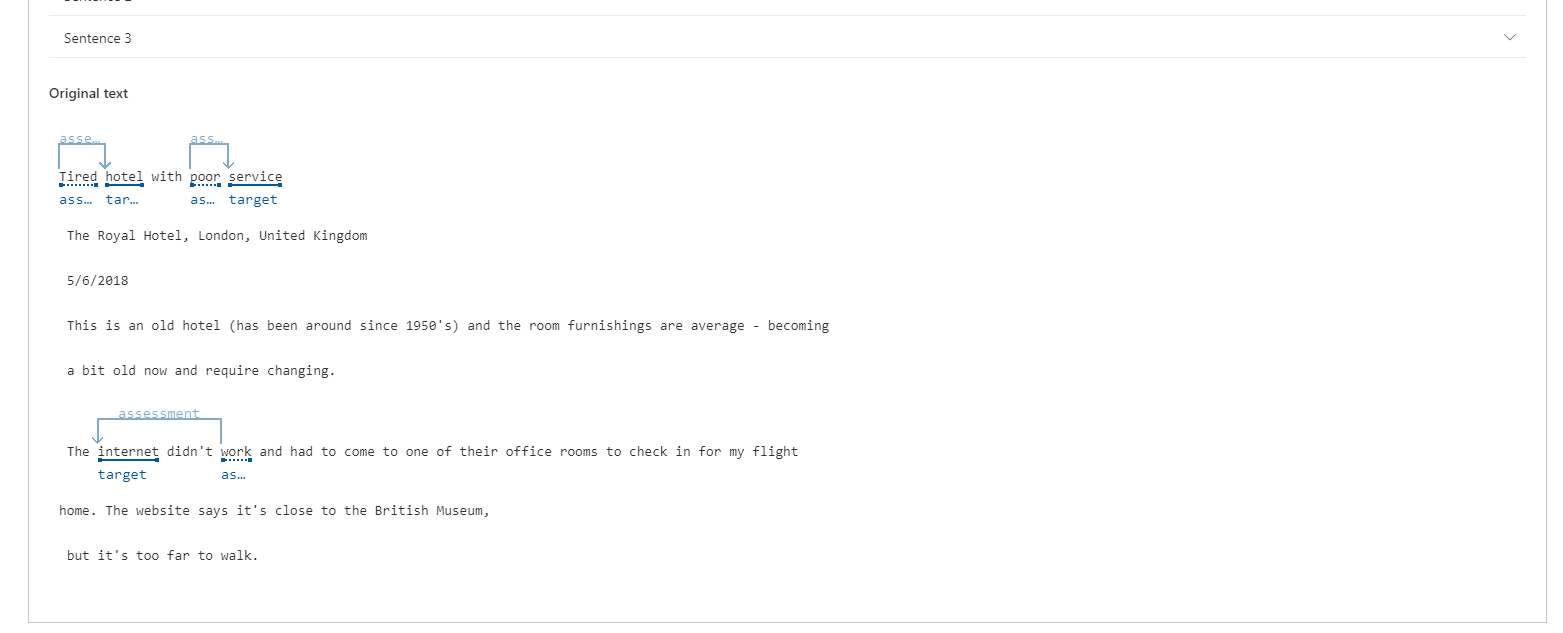 Sentence 3
Original text
asse… ass…
Tired hotel with poor service
ass… tar… as… target
The Royal Hotel, London, United Kingdom
5/6/2018
This is an old hotel (has been around since 1950's) and the room furnishings are average - becoming
a bit old now and require changing.
assessment
The internet didn't work and had to come to one of their office rooms to check in for my flight
target as…
home. The website says it's close to the British Museum,
but it's too far to walk.